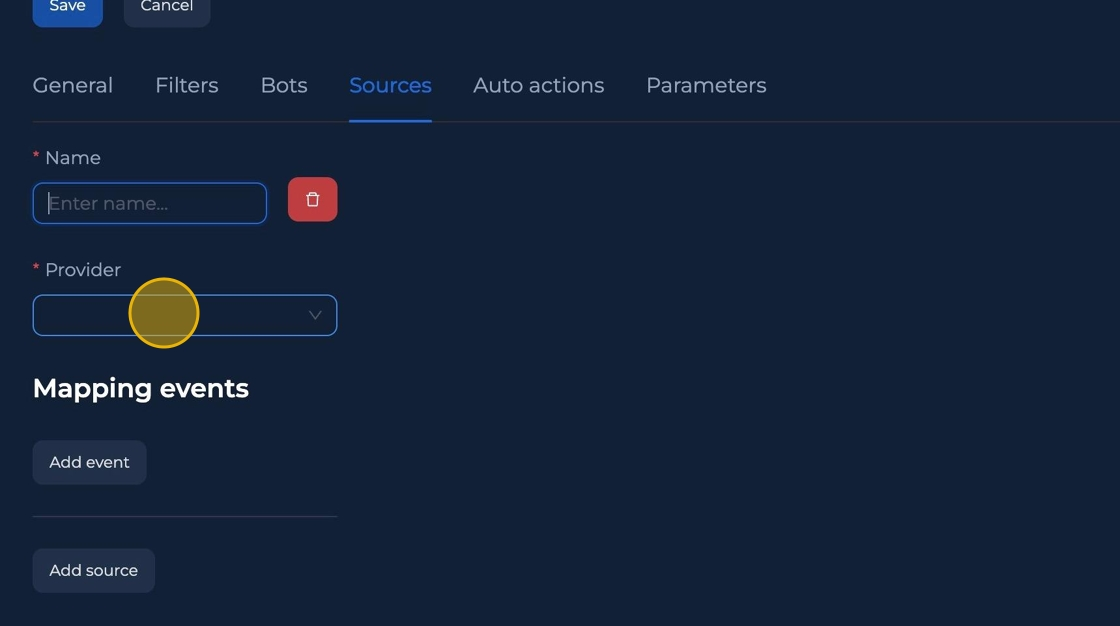 Save Cancel
General Filters Bots Sources Auto actions Parameters
* Name
Enter name...
* Provider
Mapping events
Add event
Add source